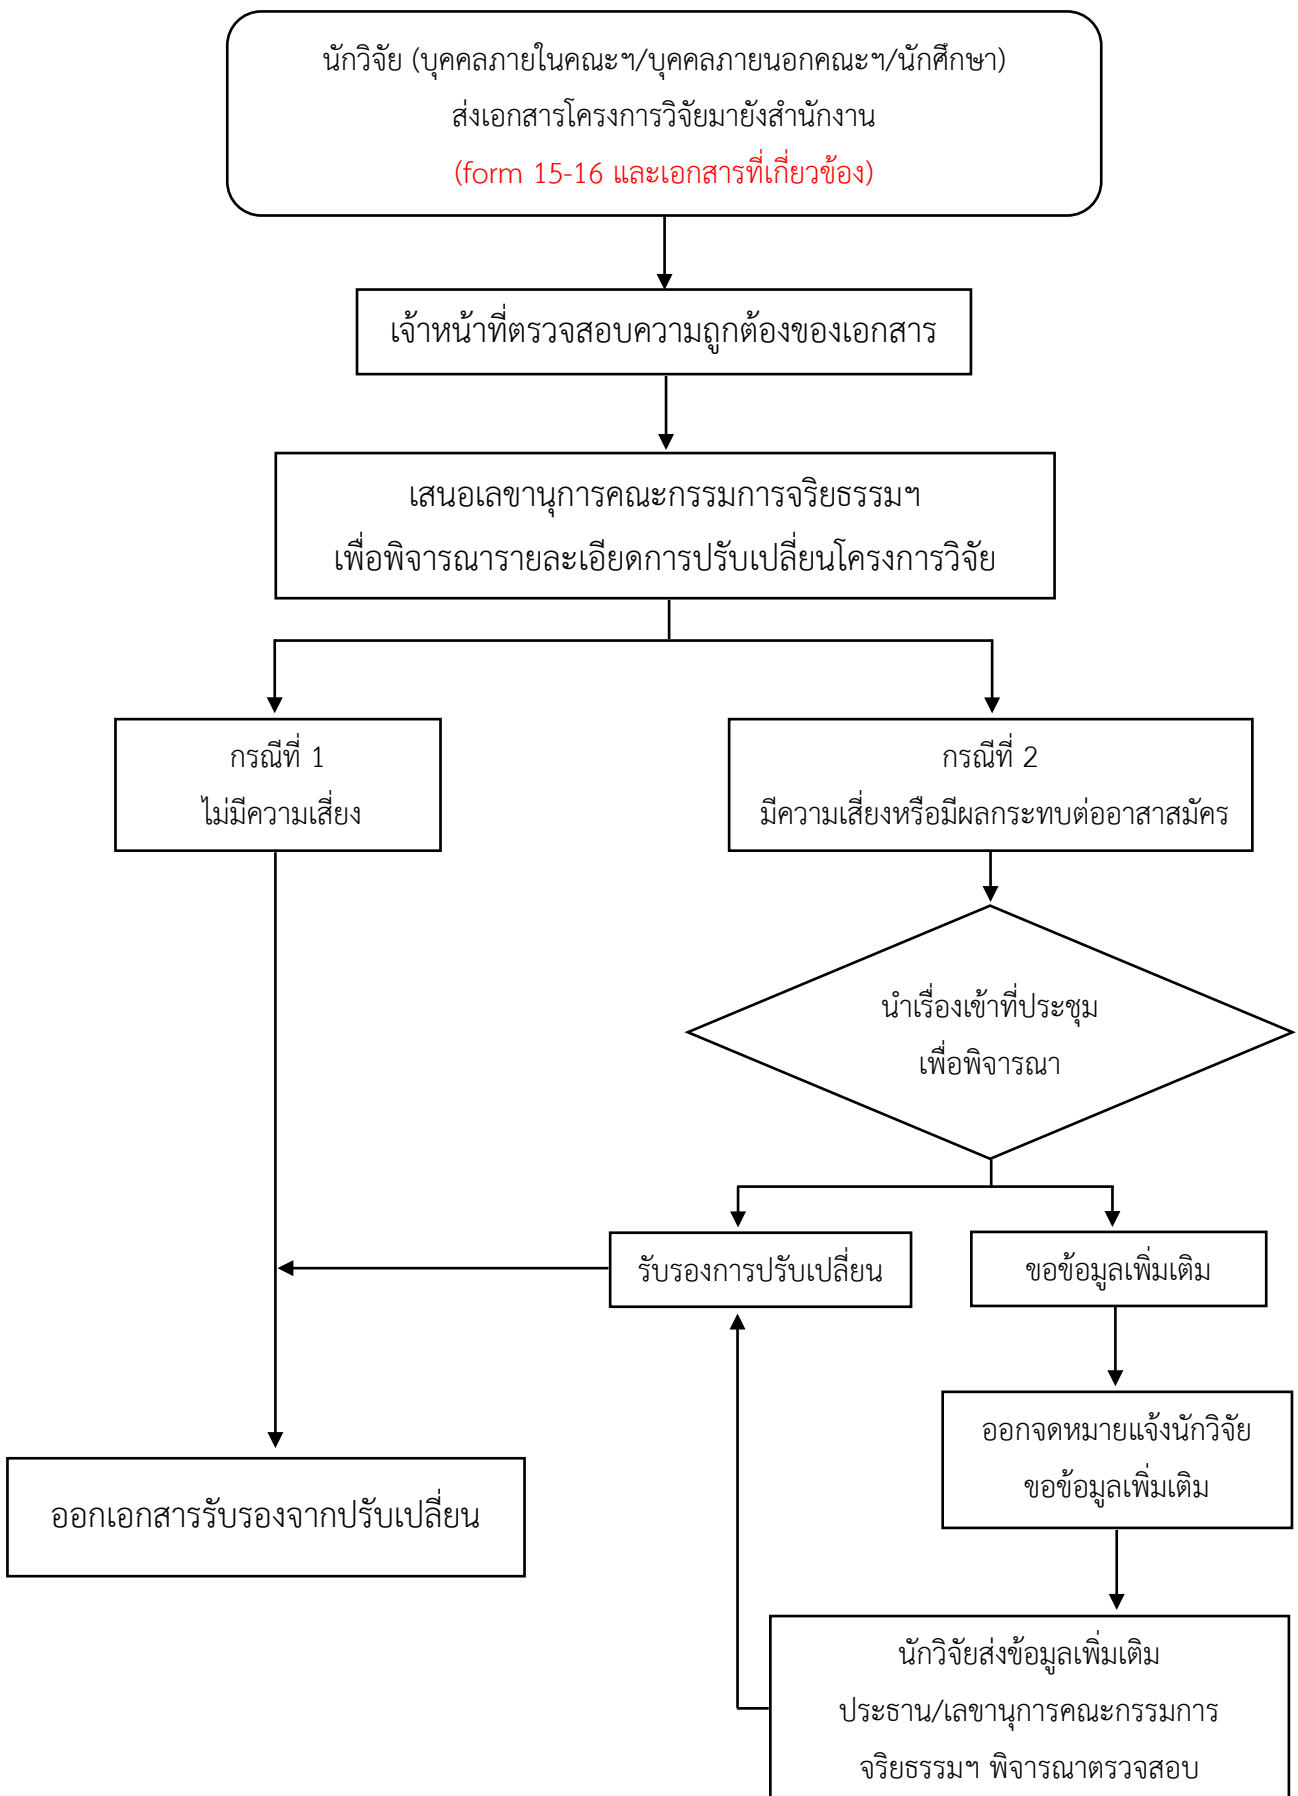 นักวิจัย (บุคคลภายในคณะฯ/บุคคลภายนอกคณะฯ/นักศึกษา)
ส่งเอกสารโครงการวิจัยมายังสำนักงาน
(form 15-16 และเอกสารที่เกี่ยวข้อง)
เจ้าหน้าที่ตรวจสอบความถูกต้องของเอกสาร
เสนอเลขานุการคณะกรรมการจริยธรรมฯ
เพื่อพิจารณารายละเอียดการปรับเปลี่ยนโครงการวิจัย
กรณีที่ 1
ไม่มีความเสี่ยง
กรณีที่ 2
มีความเสี่ยงหรือมีผลกระทบต่ออาสาสมัคร
นำเรื่องเข้าที่ประชุม
เพื่อพิจารณา
รับรองการปรับเปลี่ยน
ขอข้อมูลเพิ่มเติม
ออกจดหมายแจ้งนักวิจัย
ขอข้อมูลเพิ่มเติม
ออกเอกสารรับรองจากปรับเปลี่ยน
นักวิจัยส่งข้อมูลเพิ่มเติม
ประธาน/เลขานุการคณะกรรมการ
จริยธรรมฯ พิจารณาตรวจสอบ